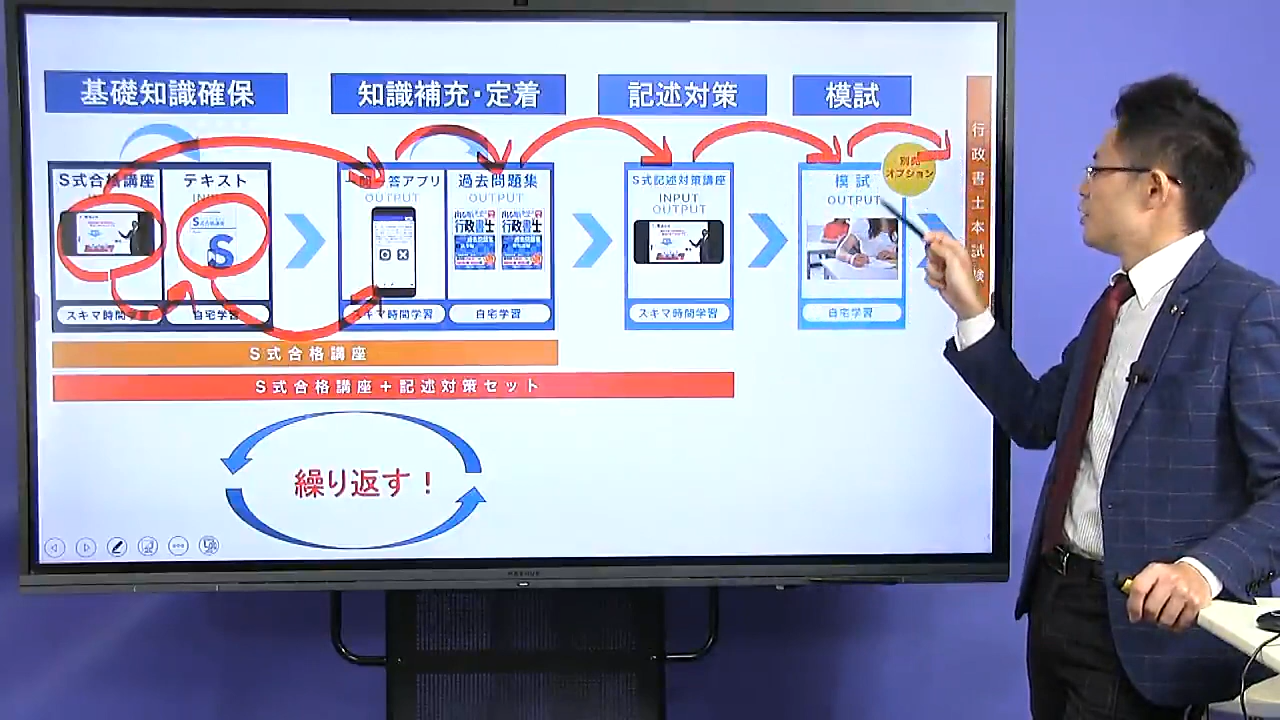 基礎知識確保
知識補充・定着
記述対策
模試
S式合格講座
テキスト
INPUT
スキマ時間学習
自宅学習
一問一答アプリ
OUTPUT
過去問題集
OUTPUT
行政書士
行政書士
スキマ時間学習
自宅学習
S式記述対策講座
INPUT
OUTPUT
スキマ時間学習
別売
オプション
模試
OUTPUT
自宅学習
行政書士本試験
S式合格講座
S式合格講座＋記述対策セット
繰り返す！